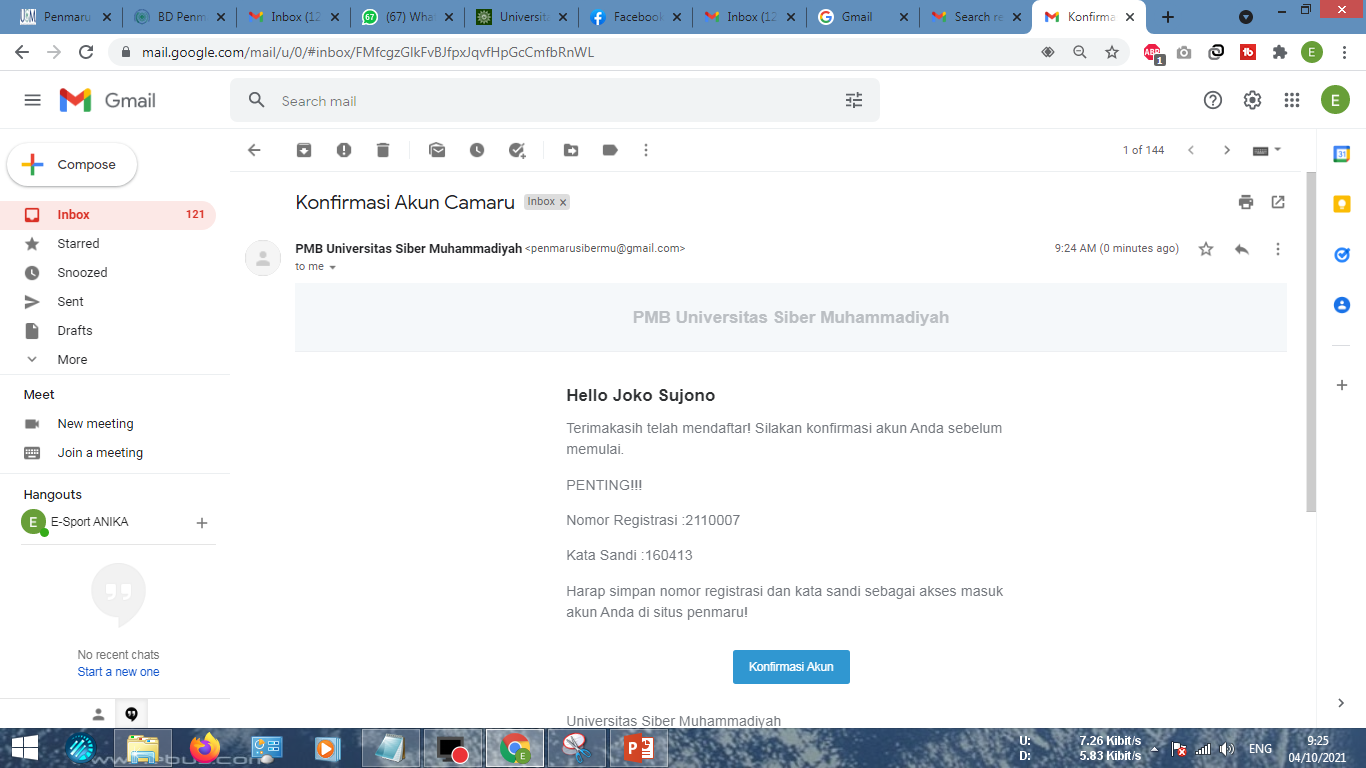 Penmaru
BD Penm
Inbox (12
(67) What
Universita
Facebook
Inbox (12
Gmail
Search re
Konfirma
mail.google.com/mail/u/0/#inbox/FMfcgzGlkFvBJfpxJqvfHpGcCmfbRnWL
ABP
1
E
Gmail
Search mail
E
Compose
1 of 144
Inbox 121
Starred
Snoozed
Sent
Drafts
More
Meet
New meeting
Join a meeting
Hangouts
E E-Sport ANIKA
No recent chats
Start a new one
Konfirmasi Akun Camaru Inbox x
PMB Universitas Siber Muhammadiyah <penmarusibermu@gmail.com> 9:24 AM (0 minutes ago)
to me
PMB Universitas Siber Muhammadiyah
Hello Joko Sujono
Terimakasih telah mendaftar! Silakan konfirmasi akun Anda sebelum
memulai.
PENTING!!!
Nomor Registrasi :2110007
Kata Sandi :160413
Harap simpan nomor registrasi dan kata sandi sebagai akses masuk
akun Anda di situs penmaru!
Konfirmasi Akun
Universitas Siber Muhammadiyah
31
U: 7.26 Kibit/s
D: 5.83 Kibit/s
ENG
9:25
04/10/2021